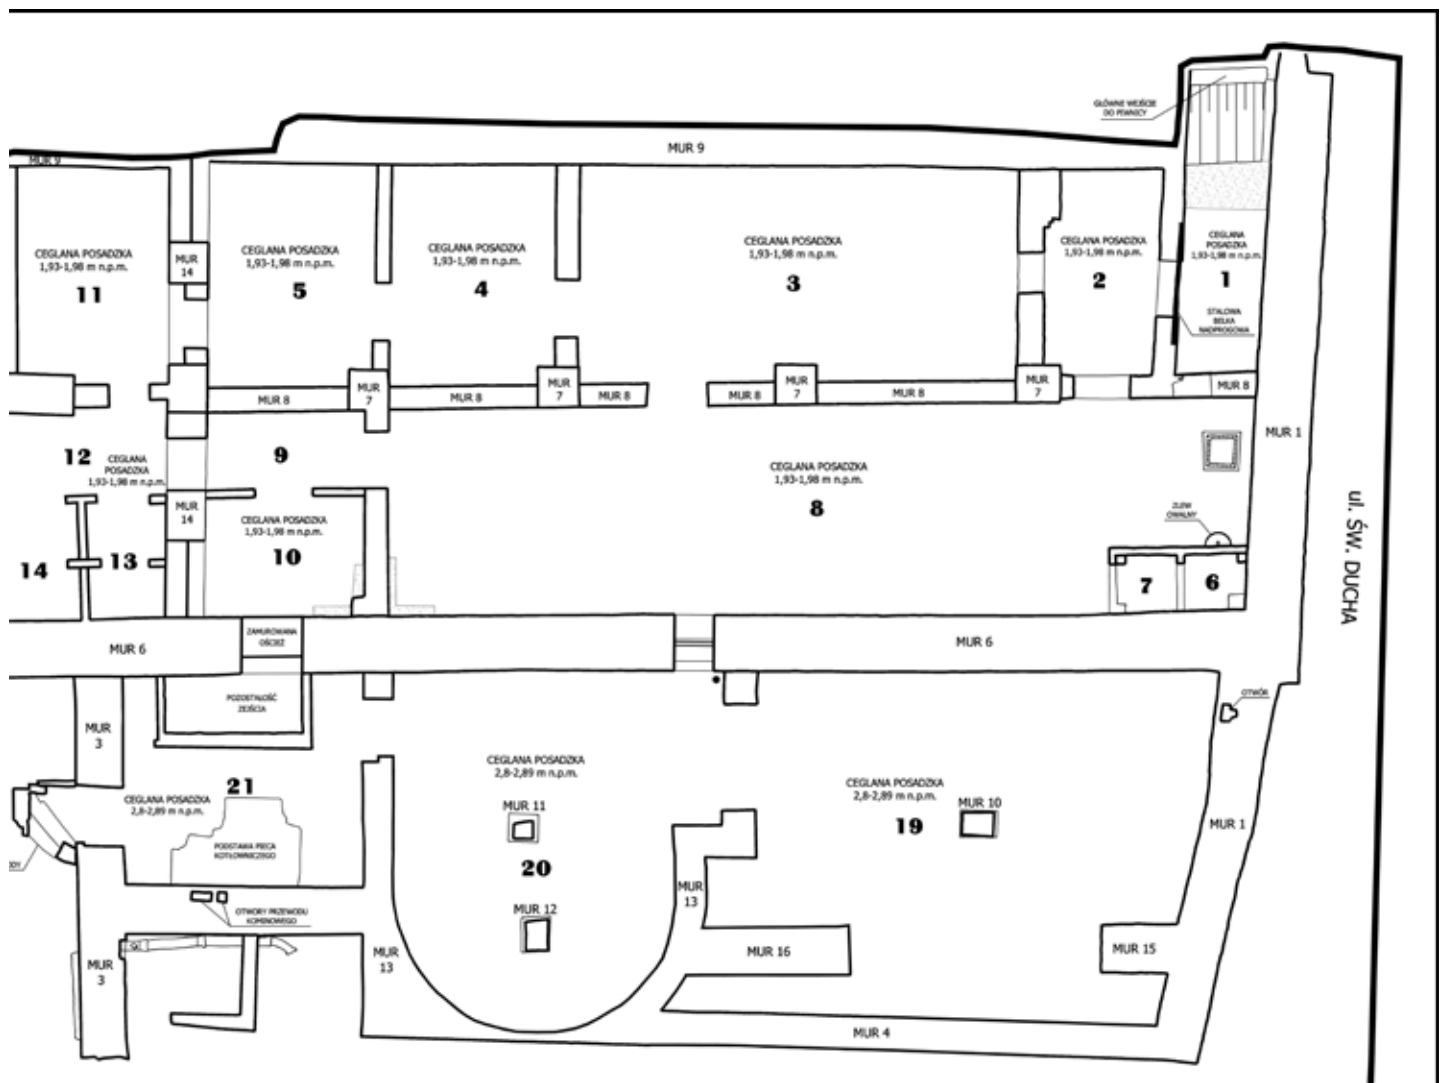 GŁÓWNE WEJŚCIE
DO PIWNICY
MUR 9
MUR 9
CEGLANA POSADZKA
1,93-1,98 m n.p.m.
11
MUR
14
CEGLANA POSADZKA
1,93-1,98 m n.p.m.
5
CEGLANA POSADZKA
1,93-1,98 m n.p.m.
4
CEGLANA POSADZKA
1,93-1,98 m n.p.m.
3
CEGLANA POSADZKA
1,93-1,98 m n.p.m.
2
CEGLANA
POSADZKA
1,93-1,98 m n.p.m.
1
STALOWA
BELKA
NADPROGOWA
MUR 8
MUR
7
MUR 8
MUR
7
MUR 8
MUR 8
MUR
7
MUR 8
MUR
7
MUR 8
MUR 1
12
CEGLANA
POSADZKA
1,93-1,98 m n.p.m.
9
CEGLANA POSADZKA
1,93-1,98 m n.p.m.
8
MUR
14
CEGLANA POSADZKA
1,93-1,98 m n.p.m.
10
ZLEW
OWALNY
14
13
7
6
ul. ŚW. DUCHA
MUR 6
ZAMUROWANA
OŚCIEŻ
MUR 6
POZOSTAŁOŚĆ
ZEJŚCIA
OTWÓR
MUR
3
CEGLANA POSADZKA
2,8-2,89 m n.p.m.
21
CEGLANA POSADZKA
2,8-2,89 m n.p.m.
MUR 11
20
MUR 12
CEGLANA POSADZKA
2,8-2,89 m n.p.m.
19
MUR 10
MUR 1
PODSTAWA PIECA
KOTŁOWNICZEGO
OTWORY PRZEWODU
KOMINOWEGO
MUR
13
MUR
3
MUR
13
MUR 16
MUR 15
MUR 4